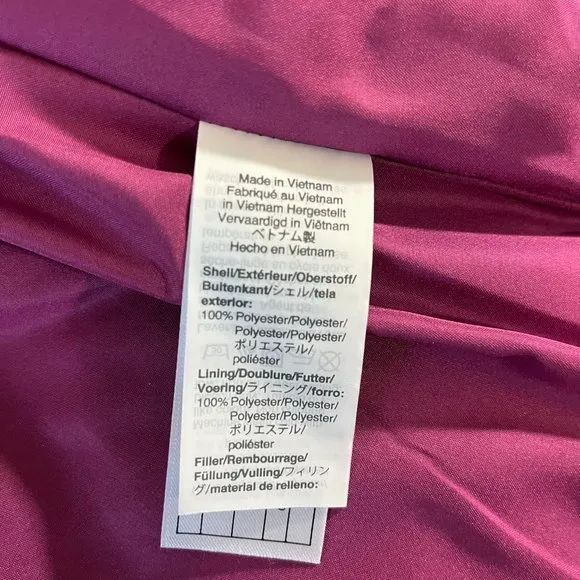 Made in Vietnam
Fabriqué au Vietnam
in Vietnam Hergestellt
Vervaardigd in Viëtnam
ベトナム製
Hecho en Vietnam
Shell/Extérieur/Oberstoff/
Buitenkant/シェル/tela
exterior:
100% Polyester/Polyester/
Polyester/Polyester/
ポリエステル/
poliéster
Lining/Doublure/Futter/
Voering/ライニング/forro:
100% Polyester/Polyester/
Polyester/Polyester/
ポリエステル/
poliéster
Filler/Rembourrage/
Füllung/Vulling/フィリン
グ/material de relleno: